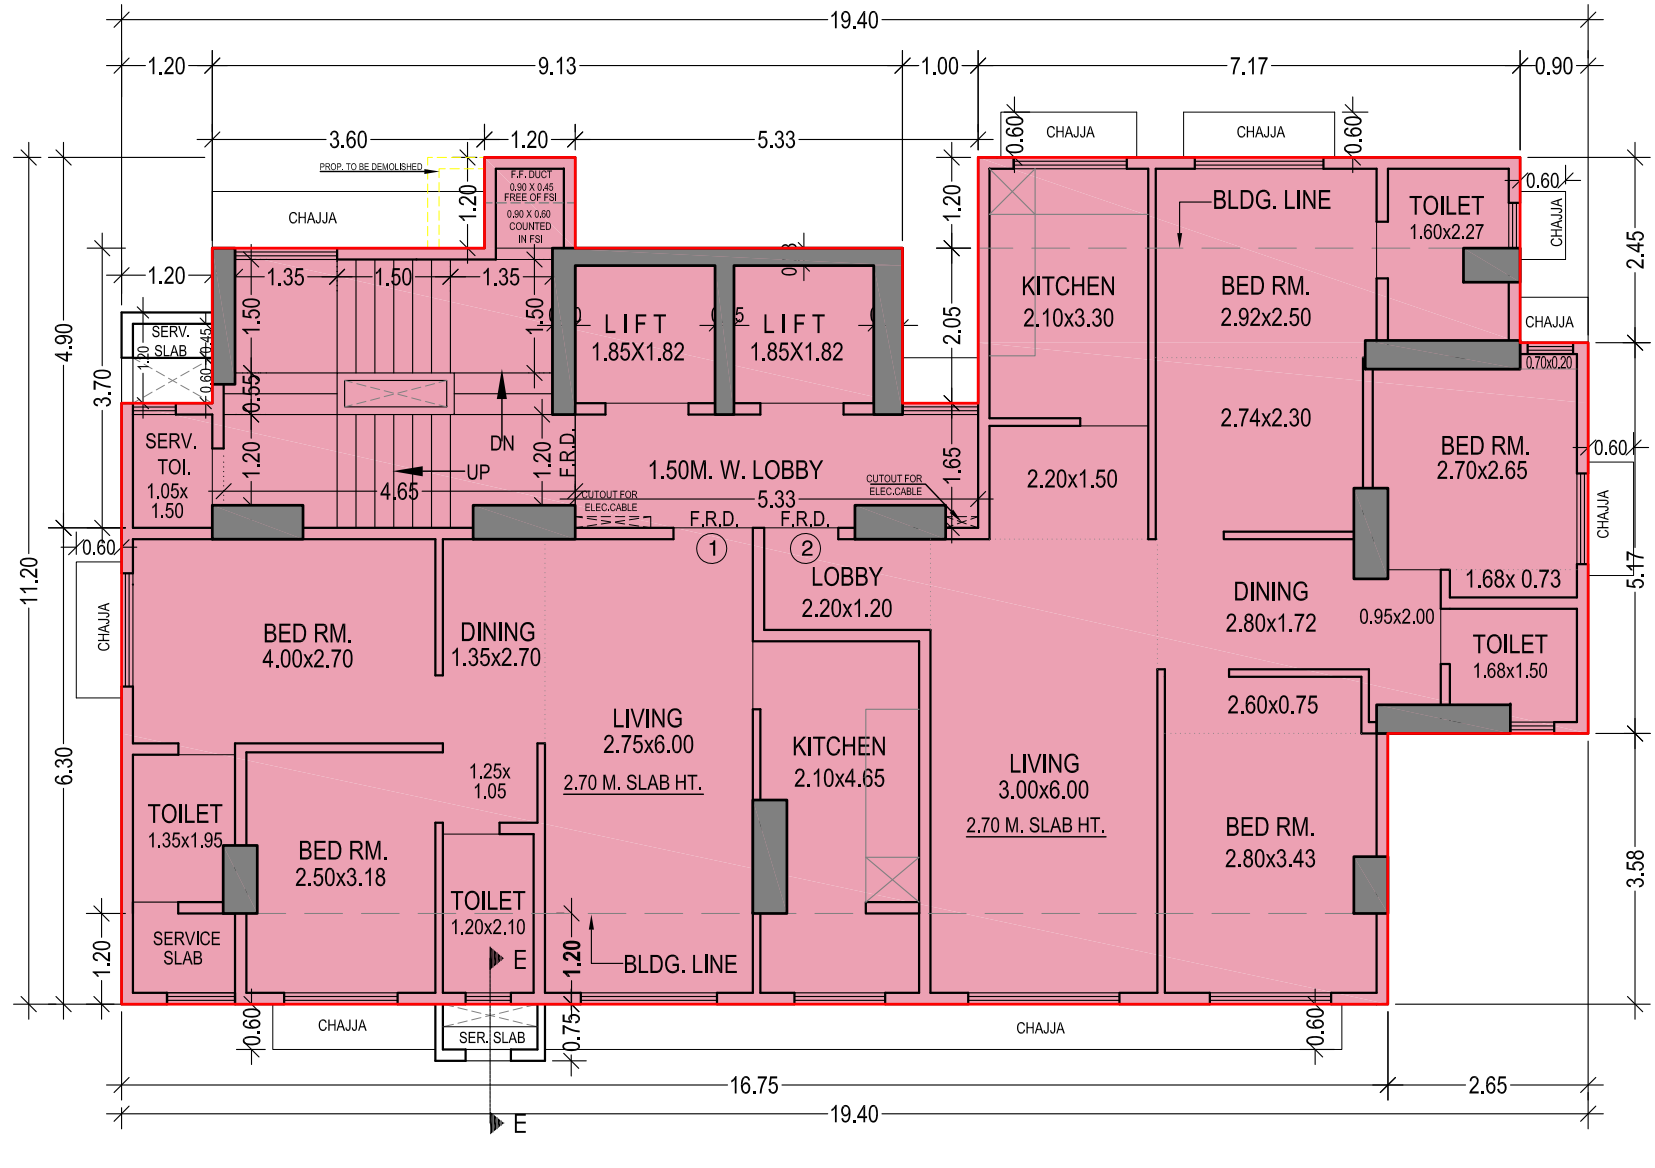 19.40
1.20
9.13
1.00
7.17
0.90
3.60
1.20
5.33
0.60
CHAJJA
CHAJJA
0.60
PROP. TO BE DEMOLISHED
1.20
F.F. DUCT
0.90 X 0.45
FREE OF FSI
0.90 X 0.60
COUNTED
IN FSI
1.20
BLDG. LINE
TOILET
1.60x2.27
0.60
CHAJJA
2.45
CHAJJA
1.20
1.35
1.50
1.35
1.50
1.50
LIFT
1.85X1.82
LIFT
1.85X1.82
2.05
KITCHEN
2.10x3.30
BED RM.
2.92x2.50
CHAJJA
0.70x0.20
4.90
3.70
SERV.
SLAB
1.20
0.45
0.60
0.55
2.74x2.30
BED RM.
2.70x2.65
0.60
CHAJJA
SERV.
TOI.
1.05x
1.50
1.20
DN
UP
4.65
1.20
F.R.D.
1.50M. W. LOBBY
5.33
CUTOUT FOR
ELEC.CABLE
CUTOUT FOR
ELEC.CABLE
1.65
2.20x1.50
F.R.D.
1
F.R.D.
2
0.60
CHAJJA
11.20
6.30
BED RM.
4.00x2.70
DINING
1.35x2.70
LOBBY
2.20x1.20
DINING
2.80x1.72
0.95x2.00
1.68x 0.73
5.17
TOILET
1.68x1.50
2.60x0.75
LIVING
2.75x6.00
2.70 M. SLAB HT.
KITCHEN
2.10x4.65
LIVING
3.00x6.00
2.70 M. SLAB HT.
1.25x
1.05
TOILET
1.35x1.95
BED RM.
2.50x3.18
BED RM.
2.80x3.43
3.58
TOILET
1.20x2.10
SERVICE
SLAB
1.20
1.20
BLDG. LINE
E
0.60
CHAJJA
SER. SLAB
0.75
CHAJJA
0.60
16.75
2.65
19.40
E